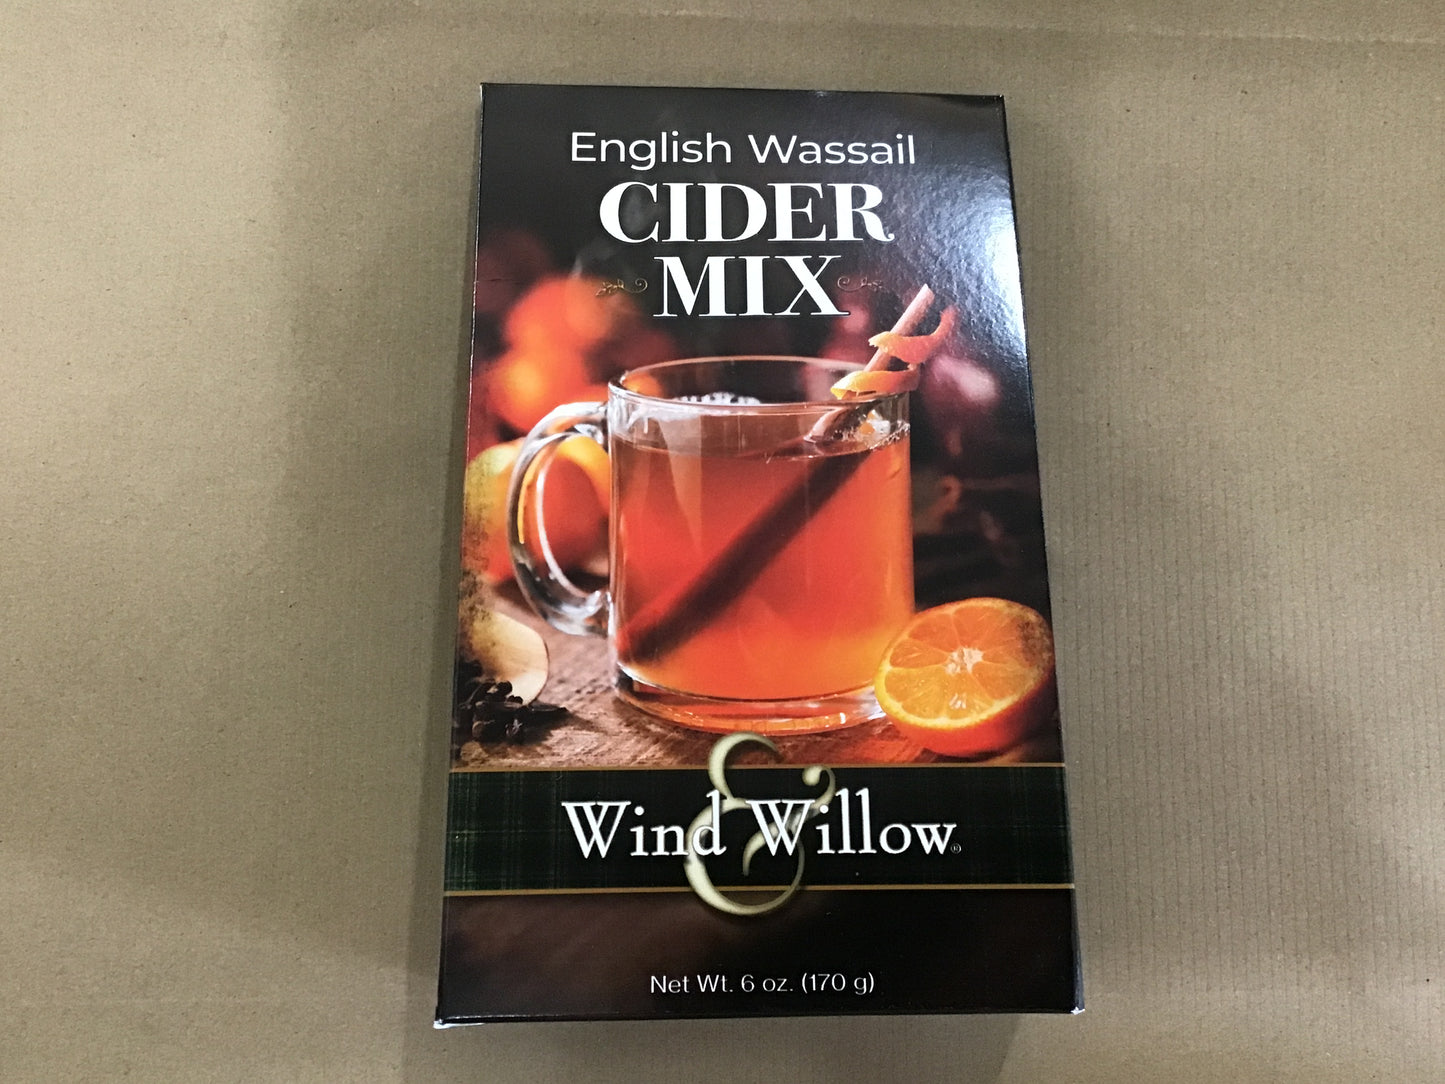 English Wassail
CIDER
MIX
Wind & Willow®
Net Wt. 6 oz. (170 g)